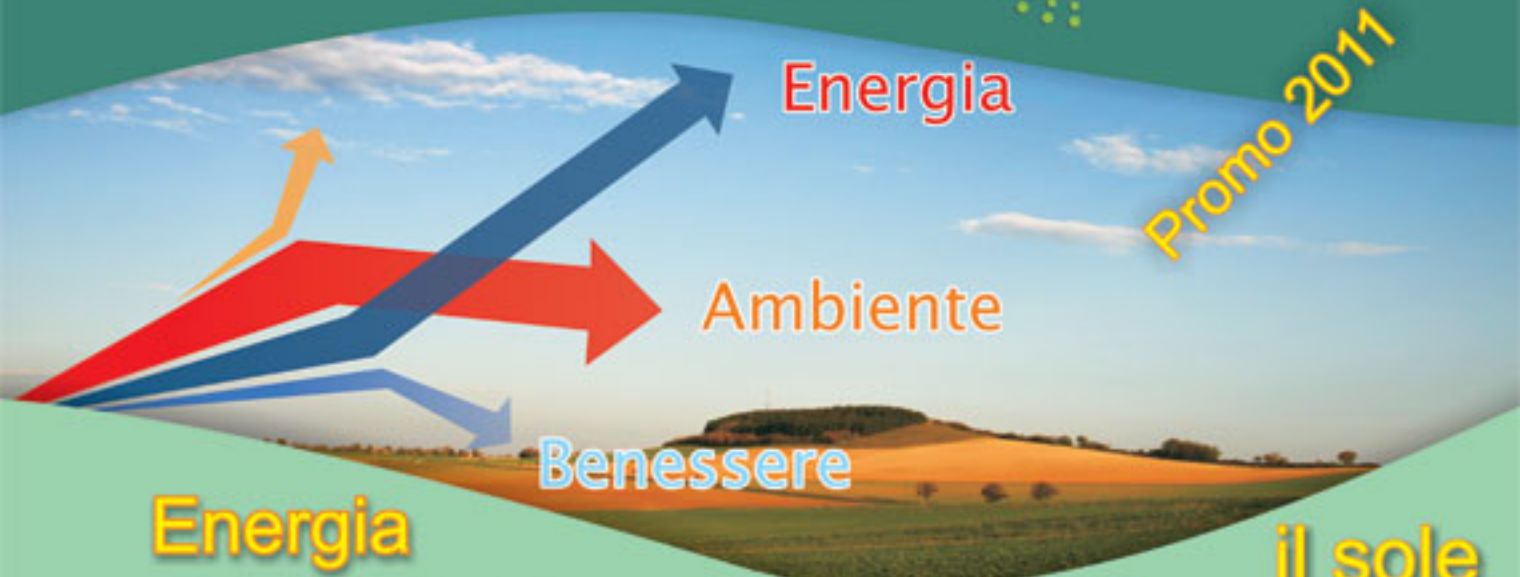 Energia
Promo 2011
Ambiente
Benessere
Energia
il sole